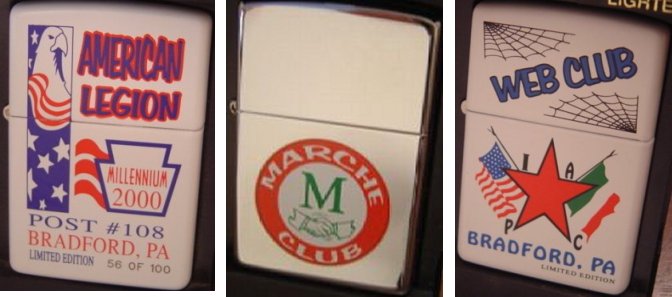 AMERICAN
LEGION
MILLENNIUM
2000
POST #108
BRADFORD, PA
LIMITED EDITION 56 OF 100
MARCHE
M
CLUB
LIGHTE
WEB CLUB
I A
P C
BRADFORD. PA
LIMITED EDITION